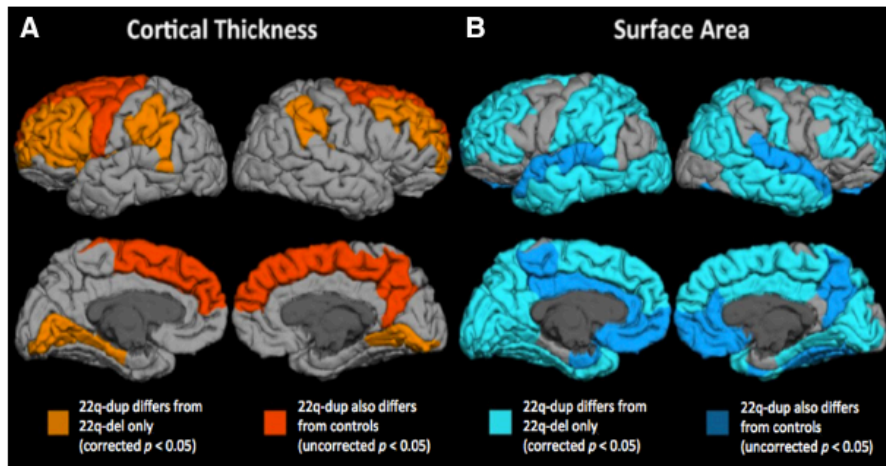 A
Cortical Thickness
B
Surface Area
22q-dup differs from
22q-del only
(corrected p < 0.05)
22q-dup also differs
from controls
(uncorrected p < 0.05)
22q-dup differs from
22q-del only
(corrected p < 0.05)
22q-dup also differs
from controls
(uncorrected p < 0.05)